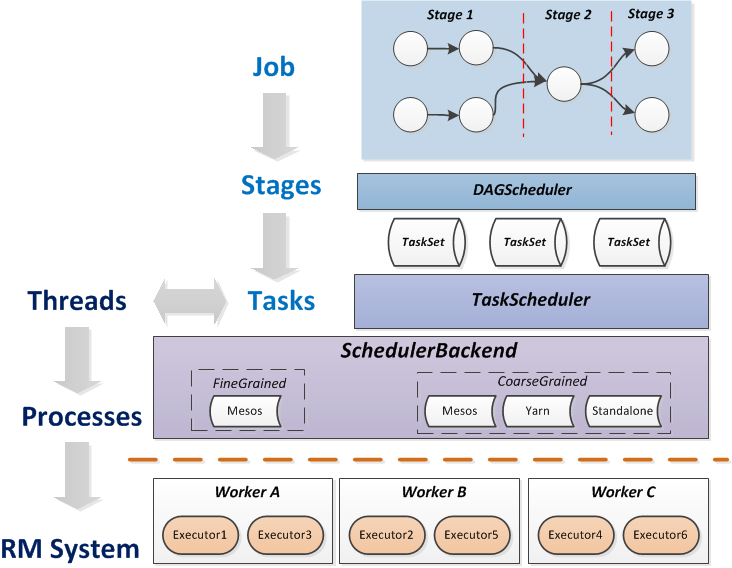 Stage 1
Stage 2
Stage 3
Job
Stages
DAGScheduler
TaskSet
TaskSet
TaskSet
Threads
Tasks
TaskScheduler
SchedulerBackend
FineGrained
CoarseGrained
Mesos
Mesos
Yarn
Standalone
Processes
Worker A
Worker B
Worker C
Executor1
Executor3
Executor2
Executor5
Executor4
Executor6
RM System